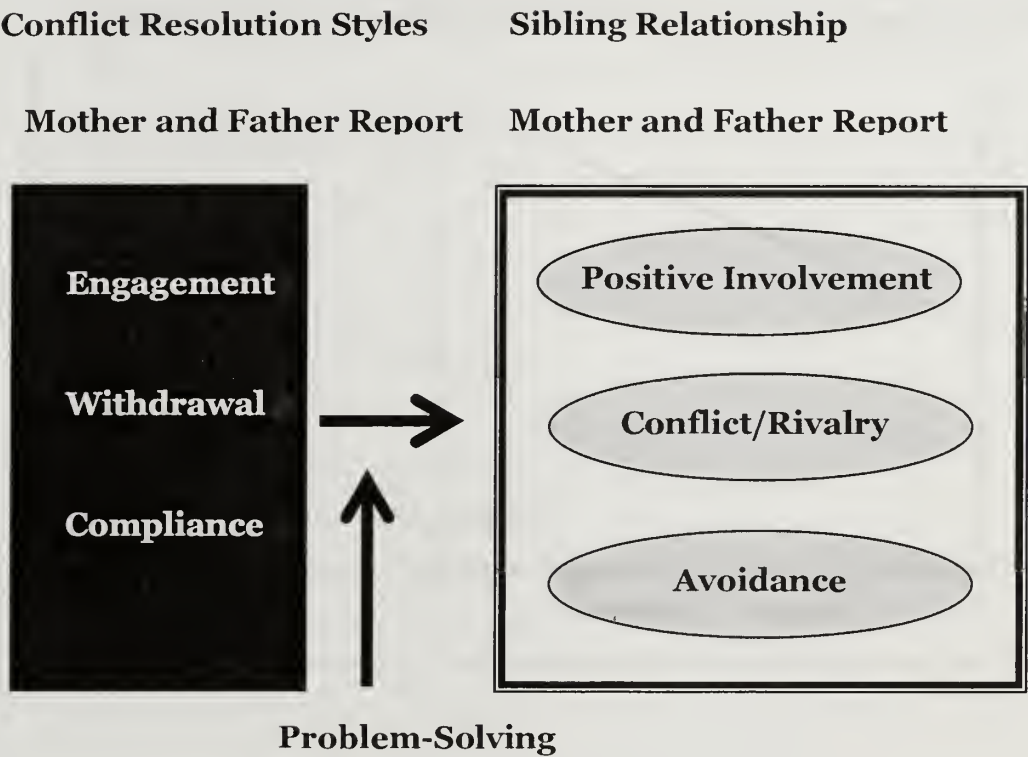 Conflict Resolution Styles
Mother and Father Report
Engagement
Withdrawal
Compliance
Sibling Relationship
Mother and Father Report
Positive Involvement
Conflict/Rivalry
Avoidance
Problem-Solving